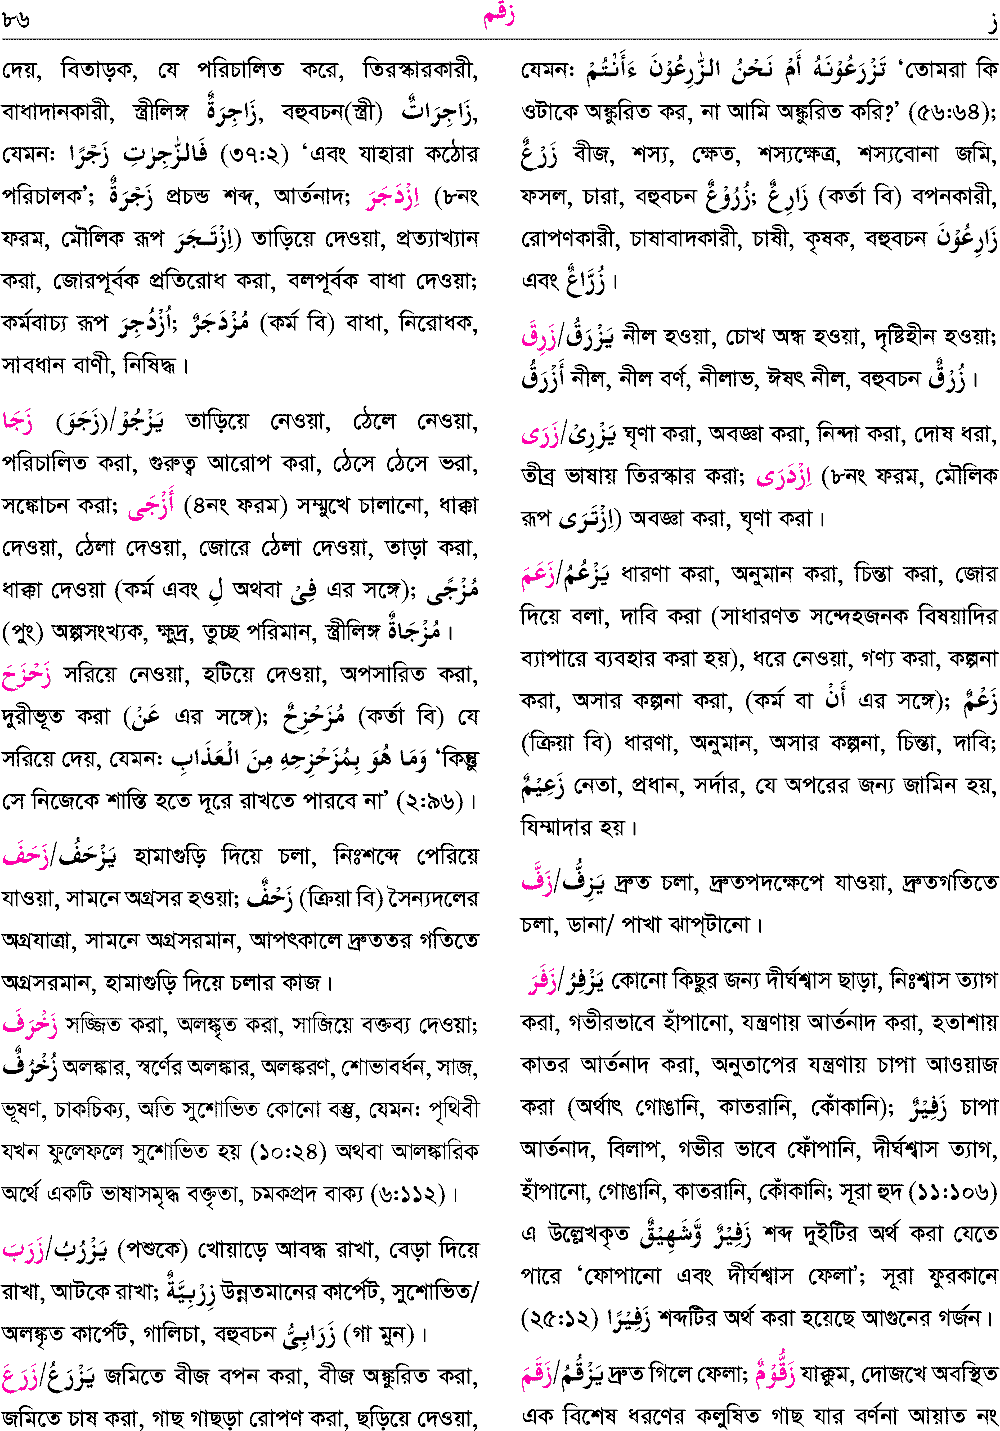 ৮৬ زقم ز
দেয়, বিতাড়ক, যে পরিচালিত করে, তিরস্কারকারী,
বাধাদানকারী, স্ত্রীলিঙ্গ زَاجِرَةٌ, বহুবচন(স্ত্রী) زَاجِرَاتٌ,
যেমন: فَالزّٰجِرٰتِ زَجْرًا (৩৭:২) ‘এবং যাহারা কঠোর
পরিচালক’; زَجْرَةٌ প্রচন্ড শব্দ, আর্তনাদ; اِزْدَجَرَ (৮নং
ফরম, মৌলিক রূপ اِزْتَجَرَ) তাড়িয়ে দেওয়া, প্রত্যাখ্যান
করা, জোরপূর্বক প্রতিরোধ করা, বলপূর্বক বাধা দেওয়া;
কর্মবাচ্য রূপ اُزْدُجِرَ; مُزْدَجَرٌ (কর্ম বি) বাধা, নিরোধক,
সাবধান বাণী, নিষিদ্ধ।
زَجَا (زَجَوَ)/يَزْجُوْ তাড়িয়ে নেওয়া, ঠেলে নেওয়া,
পরিচালিত করা, গুরুত্ব আরোপ করা, ঠেসে ঠেসে ভরা,
সঙ্কোচন করা; أَزْجَى (৪নং ফরম) সম্মুখে চালানো, ধাক্কা
দেওয়া, ঠেলা দেওয়া, জোরে ঠেলা দেওয়া, তাড়া করা,
ধাক্কা দেওয়া (কর্ম এবং لِ অথবা فِيْ এর সঙ্গে); مُزْجًى
(পুং) অল্পসংখ্যক, ক্ষুদ্র, তুচ্ছ পরিমান, স্ত্রীলিঙ্গ مُزْجَاةٌ।
زَحْزَحَ সরিয়ে নেওয়া, হটিয়ে দেওয়া, অপসারিত করা,
দুরীভূত করা (عَنْ এর সঙ্গে); مُزَحْزِحٌ (কর্তা বি) যে
সরিয়ে দেয়, যেমন: وَمَا هُوَ بِمُزَحْزِحِهِ مِنَ الْعَذَابِ ‘কিন্তু
সে নিজেকে শাস্তি হতে দূরে রাখতে পারবে না’ (২:৯৬)।
زَحَفَ/يَزْحَفُ হামাগুড়ি দিয়ে চলা, নিঃশব্দে পেরিয়ে
যাওয়া, সামনে অগ্রসর হওয়া; زَحْفٌ (ক্রিয়া বি) সৈন্যদলের
অগ্রযাত্রা, সামনে অগ্রসরমান, আপৎকালে দ্রুততর গতিতে
অগ্রসরমান, হামাগুড়ি দিয়ে চলার কাজ।
زَخْرَفَ সজ্জিত করা, অলঙ্কৃত করা, সাজিয়ে বক্তব্য দেওয়া;
زُخْرُفٌ অলঙ্কার, স্বর্ণের অলঙ্কার, অলঙ্করণ, শোভাবর্ধন, সাজ,
ভূষণ, চাকচিক্য, অতি সুশোভিত কোনো বস্তু, যেমন: পৃথিবী
যখন ফুলেফলে সুশোভিত হয় (১০:২৪) অথবা আলঙ্কারিক
অর্থে একটি ভাষাসমৃদ্ধ বক্তৃতা, চমকপ্রদ বাক্য (৬:১১২)।
زَرَبَ/يَزْرُبُ (পশুকে) খোয়াড়ে আবদ্ধ রাখা, বেড়া দিয়ে
রাখা, আটকে রাখা; زِرْبِيَّةٌ উন্নতমানের কার্পেট, সুশোভিত/
অলঙ্কৃত কার্পেট, গালিচা, বহুবচন زَرَابِىُّ (গা মুন)।
زَرَعَ/يَزْرَعُ জমিতে বীজ বপন করা, বীজ অঙ্কুরিত করা,
জমিতে চাষ করা, গাছ গাছড়া রোপণ করা, ছড়িয়ে দেওয়া,
যেমন: ءَأَنْتُمْ تَزْرَعُوْنَهُ أَمْ نَحْنُ الزّٰرِعُوْنَ ‘তোমরা কি
ওটাকে অঙ্কুরিত কর, না আমি অঙ্কুরিত করি?’ (৫৬:৬৪);
زَرْعٌ বীজ, শস্য, ক্ষেত, শস্যক্ষেত্র, শস্যবোনা জমি,
ফসল, চারা, বহুবচন زُرُوْعٌ; زَارِعٌ (কর্তা বি) বপনকারী,
রোপণকারী, চাষাবাদকারী, চাষী, কৃষক, বহুবচন زَارِعُوْنَ
এবং زُرَّاعٌ।
زَرِقَ/يَزْرَقُ নীল হওয়া, চোখ অন্ধ হওয়া, দৃষ্টিহীন হওয়া;
أَزْرَقُ নীল, নীল বর্ণ, নীলাভ, ঈষৎ নীল, বহুবচন زُرْقٌ।
زَرَى/يَزْرِيْ ঘৃণা করা, অবজ্ঞা করা, নিন্দা করা, দোষ ধরা,
তীব্র ভাষায় তিরস্কার করা; اِزْدَرَى (৮নং ফরম, মৌলিক
রূপ اِزْتَرَى) অবজ্ঞা করা, ঘৃণা করা।
زَعَمَ/يَزْعُمُ ধারণা করা, অনুমান করা, চিন্তা করা, জোর
দিয়ে বলা, দাবি করা (সাধারণত সন্দেহজনক বিষয়াদির
ব্যাপারে ব্যবহার করা হয়), ধরে নেওয়া, গণ্য করা, কল্পনা
করা, অসার কল্পনা করা, (কর্ম বা أَنْ এর সঙ্গে); زَعْمٌ
(ক্রিয়া বি) ধারণা, অনুমান, অসার কল্পনা, চিন্তা, দাবি;
زَعِيْمٌ নেতা, প্রধান, সর্দার, যে অপরের জন্য জামিন হয়,
যিম্মাদার হয়।
زَفَّ/يَزِفُّ দ্রুত চলা, দ্রুতপদক্ষেপে যাওয়া, দ্রুতগতিতে
চলা, ডানা/ পাখা ঝাপ্টানো।
زَفَرَ/يَزْفِرُ কোনো কিছুর জন্য দীর্ঘশ্বাস ছাড়া, নিঃশ্বাস ত্যাগ
করা, গভীরভাবে হাঁপানো, যন্ত্রণায় আর্তনাদ করা, হতাশায়
কাতর আর্তনাদ করা, অনুতাপের যন্ত্রণায় চাপা আওয়াজ
করা (অর্থাৎ গোঙানি, কাতরানি, কোঁকানি); زَفِيْرٌ চাপা
আর্তনাদ, বিলাপ, গভীর ভাবে ফোঁপানি, দীর্ঘশ্বাস ত্যাগ,
হাঁপানো, গোঙানি, কাতরানি, কোঁকানি; সূরা হুদ (১১:১০৬)
এ উল্লেখকৃত زَفِيْرٌ وَّشَهِيْقٌ শব্দ দুইটির অর্থ করা যেতে
পারে ‘ফোপানো এবং দীর্ঘশ্বাস ফেলা’; সূরা ফুরকানে
(২৫:১২) زَفِيْرًا শব্দটির অর্থ করা হয়েছে আগুনের গর্জন।
زَقَمَ/يَزْقُمُ দ্রুত গিলে ফেলা; زَقُّوْمٌ যাক্কুম, দোজখে অবস্থিত
এক বিশেষ ধরণের কলুষিত গাছ যার বর্ণনা আয়াত নং